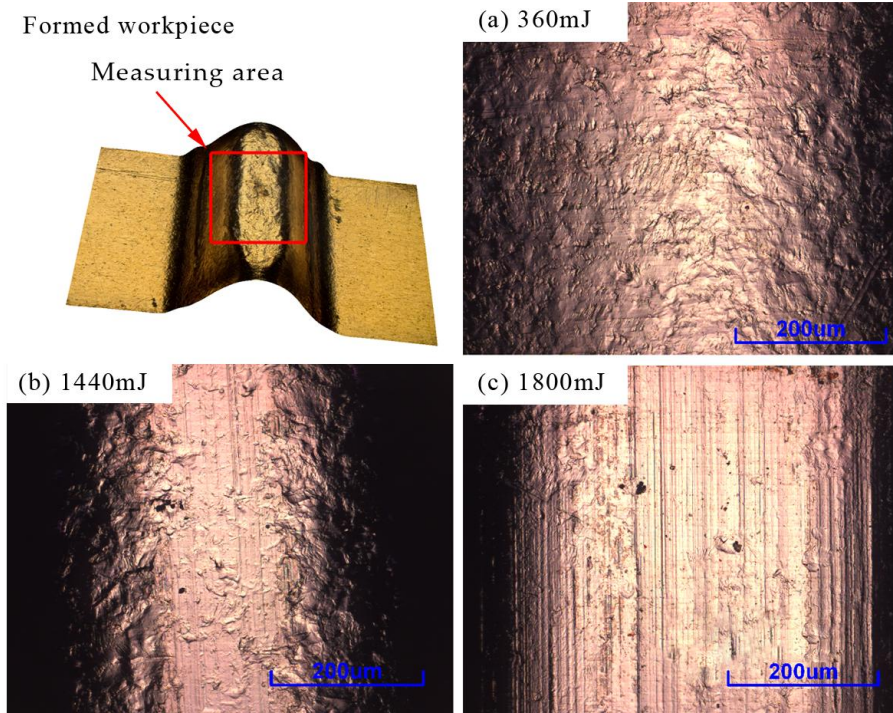 Formed workpiece
Measuring area
(a) 360mJ
200um
(b) 1440mJ
200um
(c) 1800mJ
200um